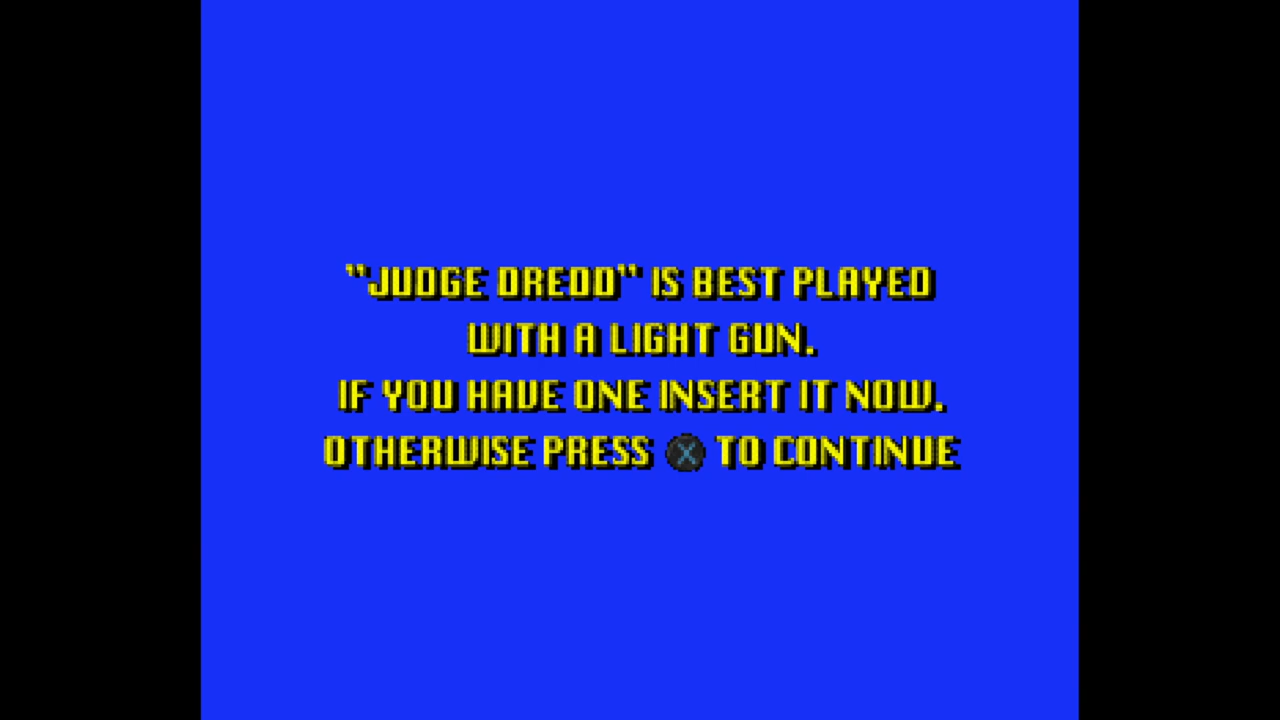 "JUDGE DREDD" IS BEST PLAYED
WITH A LIGHT GUN.
IF YOU HAVE ONE INSERT IT NOW.
OTHERWISE PRESS X TO CONTINUE